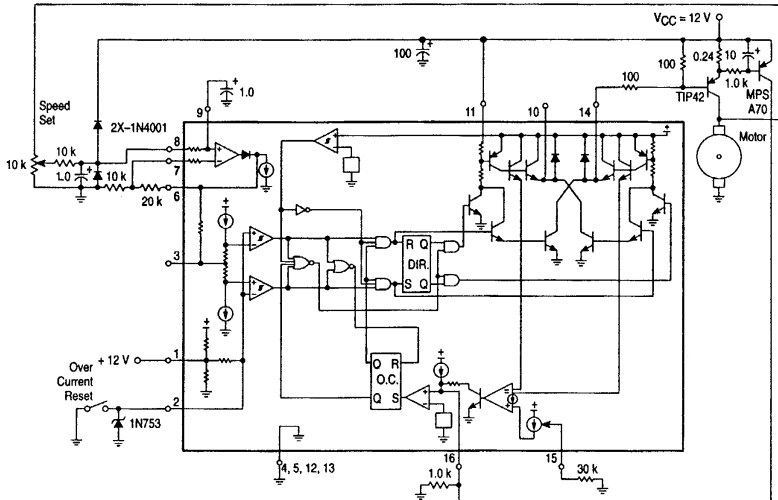 VCC = 12 V
100
0.24
10
1.0 k
100
100
TIP42
MPS
A70
Motor
1.0
9
11
10
14
Speed
Set
2X–1N4001
10 k
10 k
1.0
10 k
20 k
8
7
6
3
R Q
DIR.
S Q
+ 12 V
1
Over
Current
Reset
2
1N753
Q R
O.C.
Q S
4, 5, 12, 13
16
1.0 k
15
30 k